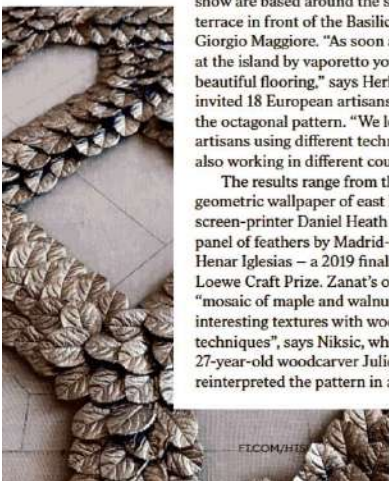 show are based around the s
terrace in front of the Basilic
Giorgio Maggiore. “As soon a
at the island by vaporetto yo
beautiful flooring,” says Herl
invited 18 European artisans
the octagonal pattern. “We l
artisans using different techn
also working in different cou
The results range from th
geometric wallpaper of east
screen-printer Daniel Heath
panel of feathers by Madrid-
Henar Iglesias – a 2019 final
Loewe Craft Prize. Zanat’s o
“mosaic of maple and walnu
interesting textures with woo
techniques”, says Niksic, wh
27-year-old woodcarver Julie
reinterpreted the pattern in a
FT.COM/HTS